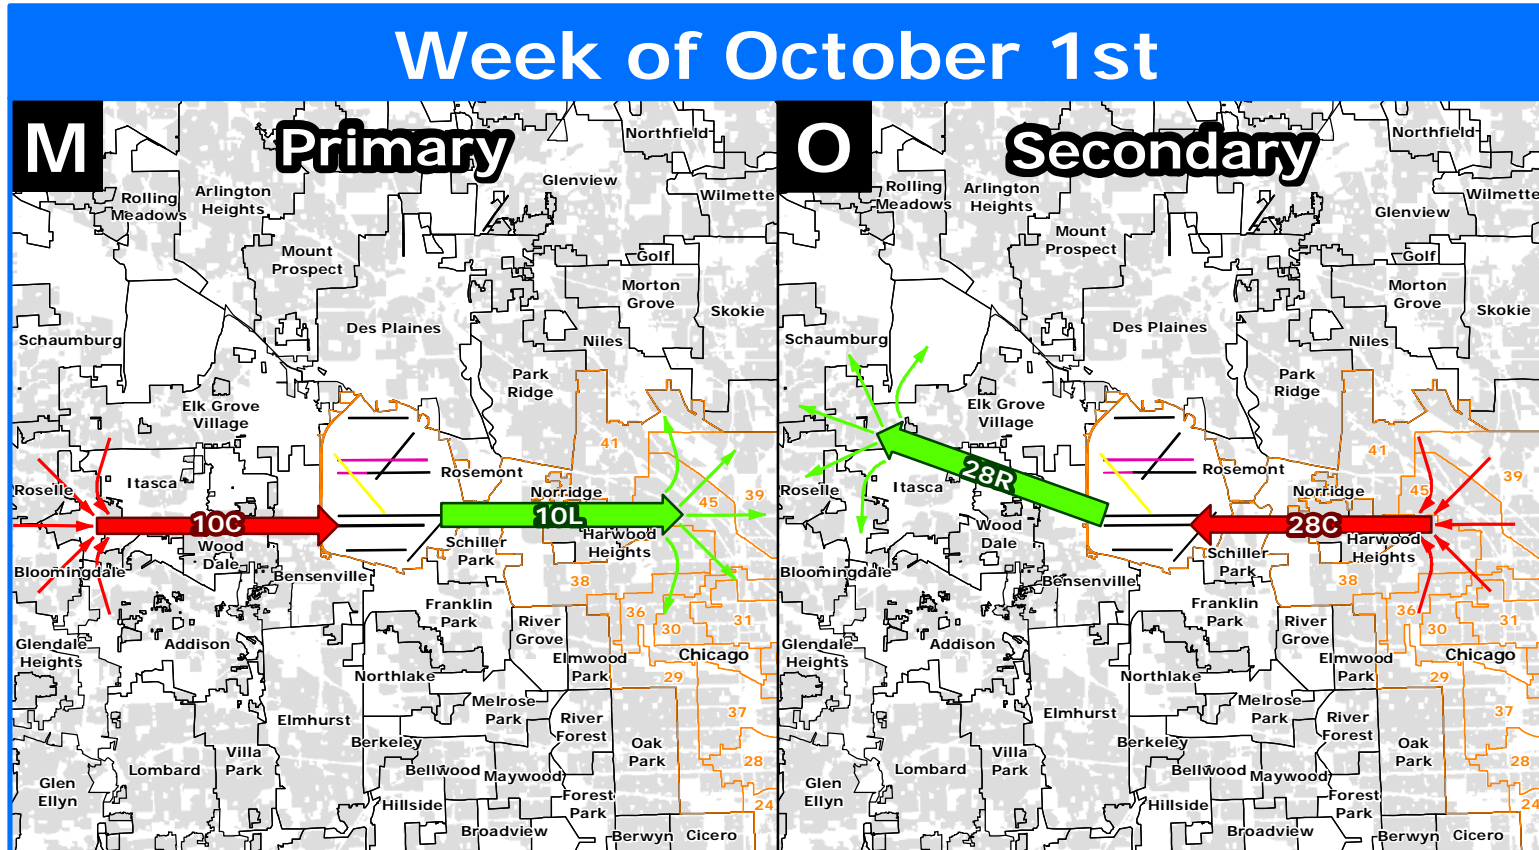 Week of October 1st
M
Primary
Northfield
Glenview
Wilmette
Rolling
Meadows
Arlington
Heights
Mount
Prospect
Golf
Morton
Grove
Skokie
Des Plaines
Schaumburg
Niles
Park
Ridge
Elk Grove
Village
41
Rosemont
Itasca
Roselle
Norridge
45
39
10C
10L
Harwood
Heights
Wood
Dale
Schiller
Park
Bloomingdale
Bensenville
38
Franklin
Park
36
30
31
River
Grove
Glendale
Heights
Addison
Elmwood
Park
Chicago
Northlake
29
Melrose
Park
Elmhurst
River
Forest
37
Berkeley
Oak
Park
Villa
Park
Lombard
Bellwood
Maywood
28
Glen
Ellyn
Forest
Park
Hillside
24
Broadview
Berwyn
Cicero
O
Secondary
Northfield
Rolling
Meadows
Arlington
Heights
Wilmette
Glenview
Mount
Prospect
Golf
Morton
Grove
Skokie
Des Plaines
Schaumburg
Niles
Park
Ridge
Elk Grove
Village
41
Rosemont
28R
Itasca
Roselle
Norridge
45
39
28C
Wood
Dale
Harwood
Heights
Schiller
Park
Bloomingdale
Bensenville
38
Franklin
Park
36
30
31
River
Grove
Glendale
Heights
Addison
Elmwood
Park
Chicago
Northlake
29
Melrose
Park
Elmhurst
River
Forest
37
Berkeley
Oak
Park
Villa
Park
Lombard
Bellwood
Maywood
28
Glen
Ellyn
Forest
Park
Hillside
24
Broadview
Berwyn
Cicero